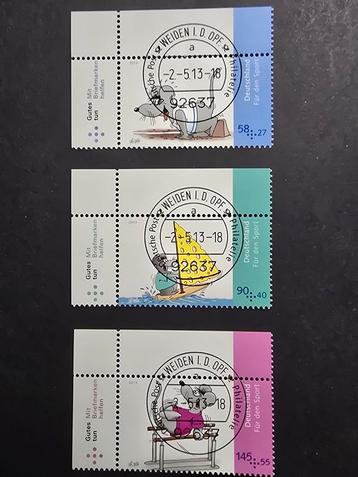 Gutes
tun
Mit
Briefmarken
helfen
WEIDEN I. D. OPF.
Deutsche Post
Philatelie
a
-2-5.13-18
92637
Deutschland
Für den Sport
58+27
Gutes
tun
Mit
Briefmarken
helfen
2013
WEIDEN I. D. OPF.
Deutsche Post
Philatelie
a
-2-5.13-18
92637
Deutschland
Für den Sport
90+40
Gutes
tun
Mit
Briefmarken
helfen
2013
WEIDEN I. D. OPF.
Philatelie
Deutschland
Für den Sport
145+55